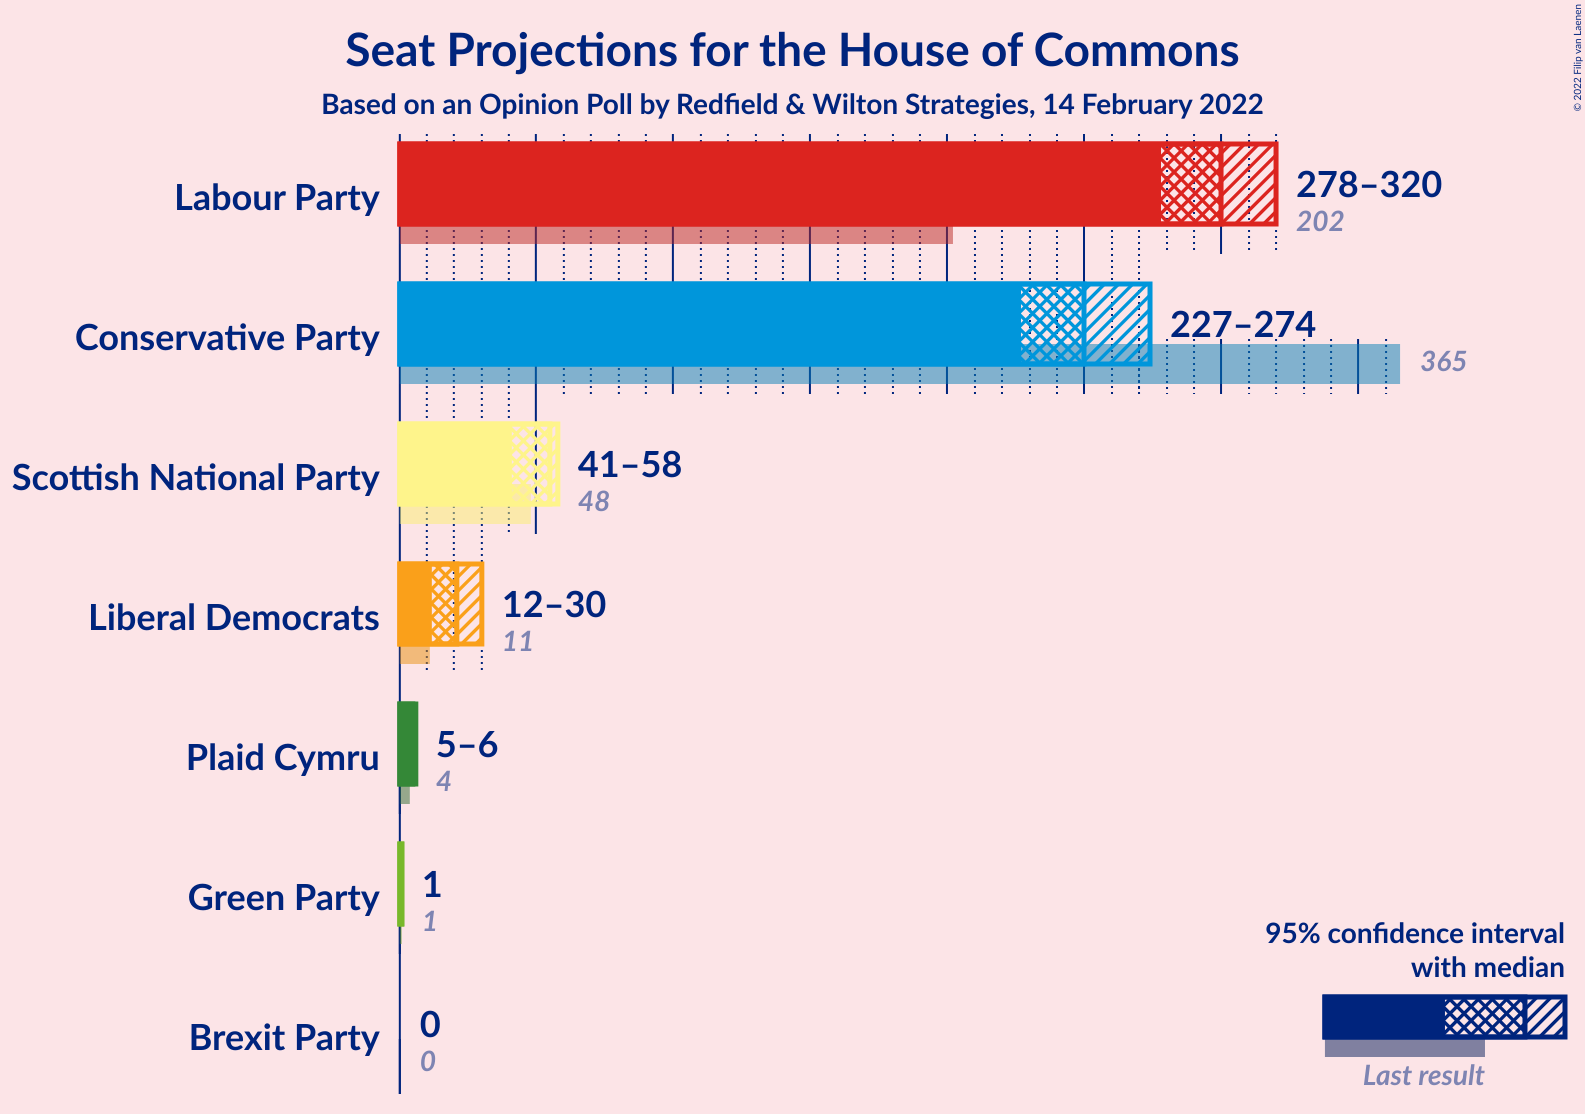 Seat Projections for the House of Commons
Based on an Opinion Poll by Redfield & Wilton Strategies, 14 February 2022
© 2022 Filip van Laenen
Labour Party
278–320
202
Conservative Party
227–274
365
Scottish National Party
41–58
48
Liberal Democrats
12–30
11
Plaid Cymru
5–6
4
Green Party
1
1
Brexit Party
0
0
95% confidence interval
with median
Last result